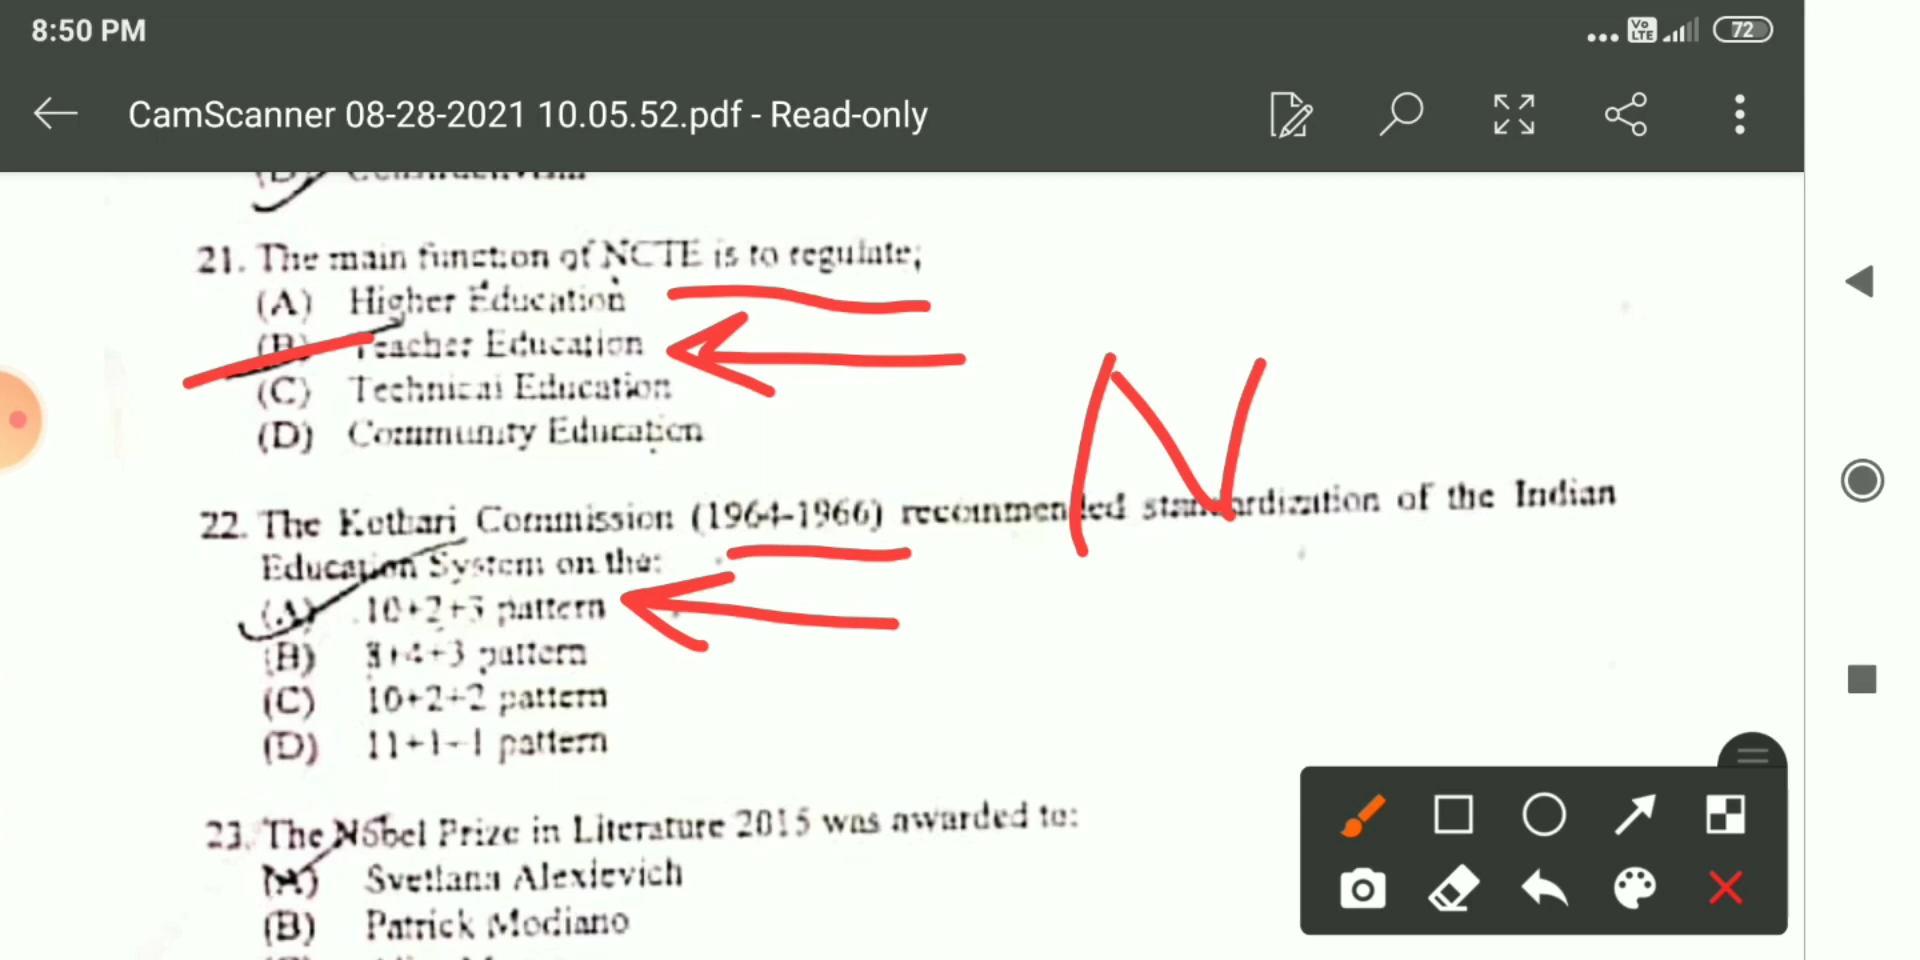 8:50 PM
Vo LTE
72
CamScanner 08-28-2021 10.05.52.pdf - Read-only
21. The main function of NCTE is to regulate;
(A) Higher Education
(B) Teacher Education
(C) Technical Education
(D) Community Education
N
22. The Kothari Commission (1964-1966) recommended standardization of the Indian
Education System on the:
(A) 10+2+3 pattern
(B) 8+4+3 pattern
(C) 10+2+2 pattern
(D) 11+1-1 pattern
23. The Nobel Prize in Literature 2015 was awarded to:
(A) Svetlana Alexievich
(B) Patrick Modiano